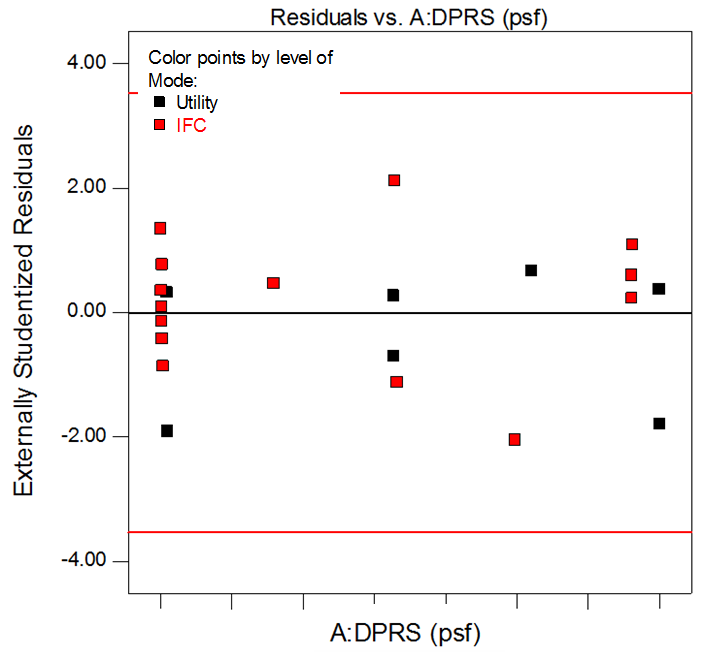 Residuals vs. A:DPRS (psf)
Color points by level of
Mode:
Utility
IFC
4.00
2.00
0.00
-2.00
-4.00
Externally Studentized Residuals
A:DPRS (psf)